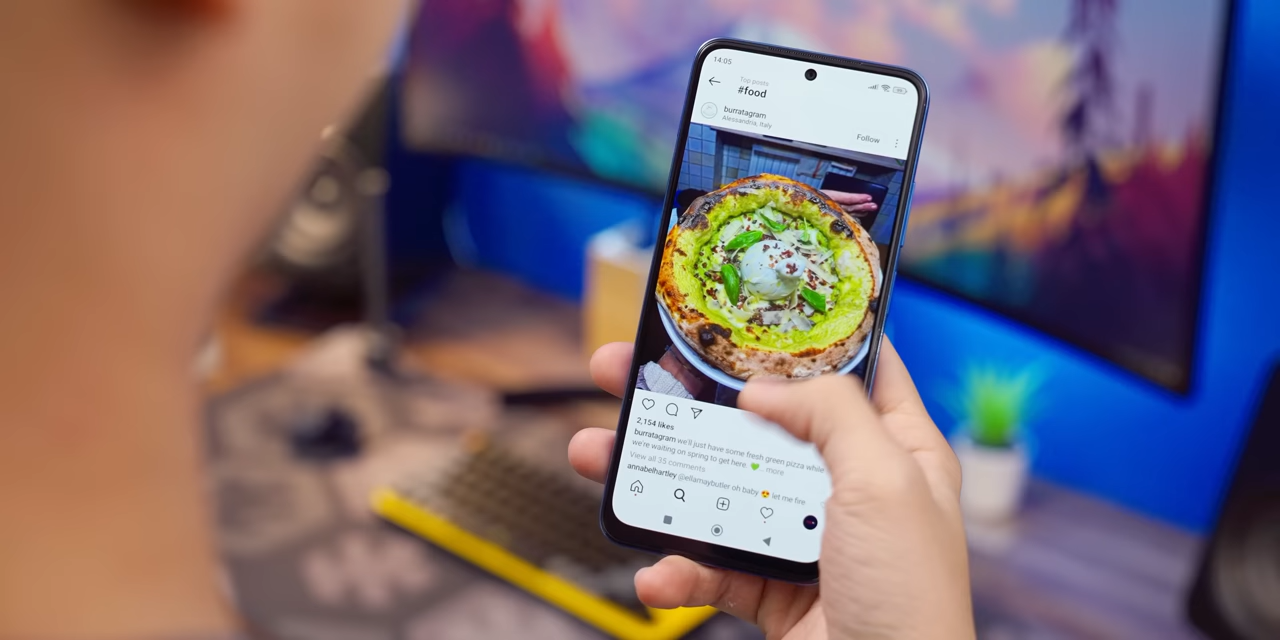 14:05
Top posts
#food
burratagram
Alessandria, Italy
Follow
2,154 likes
burratagram we'll just have some fresh green pizza while
we're waiting on spring to get here 💚 ... more
View all 35 comments
annabelhartley @ellamaybutler oh baby 😍 let me fire